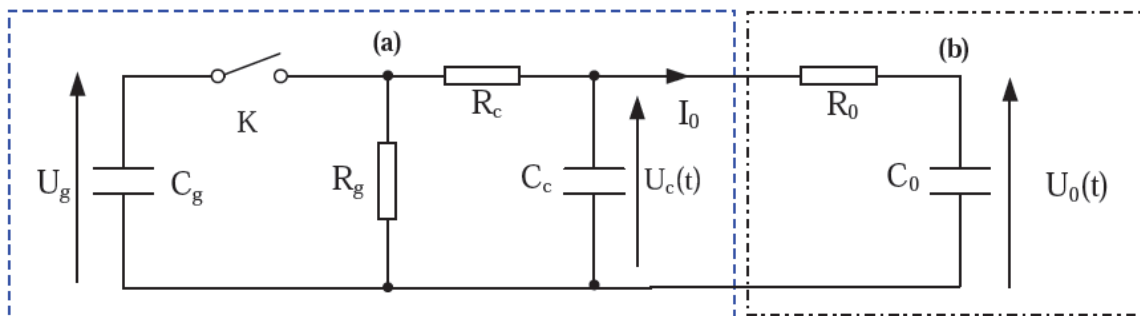 (a)
(b)
K
R_c
I_0
R_0
U_g
C_g
R_g
C_c
U_c(t)
C_0
U_0(t)